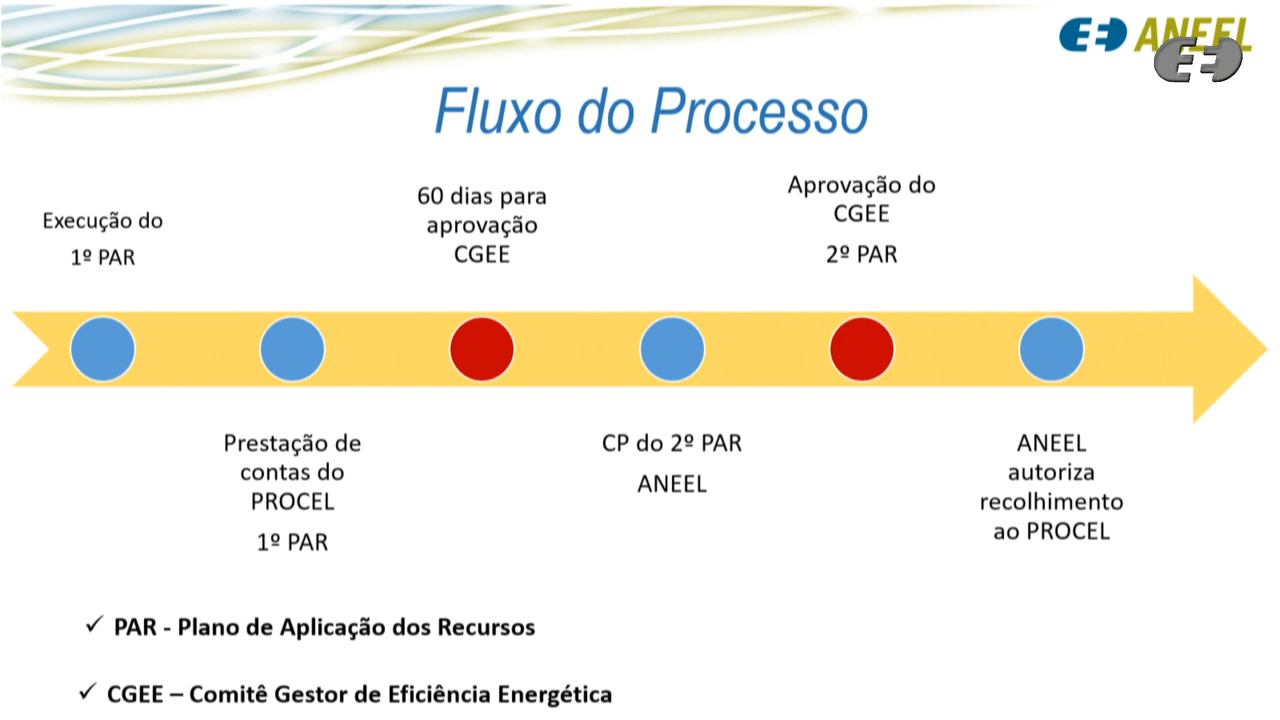 ANEEL
Fluxo do Processo
Execução do
1º PAR
Prestação de
contas do
PROCEL
1º PAR
60 dias para
aprovação
CGEE
CP do 2º PAR
ANEEL
Aprovação do
CGEE
2º PAR
ANEEL
autoriza
recolhimento
ao PROCEL
✓ PAR - Plano de Aplicação dos Recursos
✓ CGEE – Comitê Gestor de Eficiência Energética